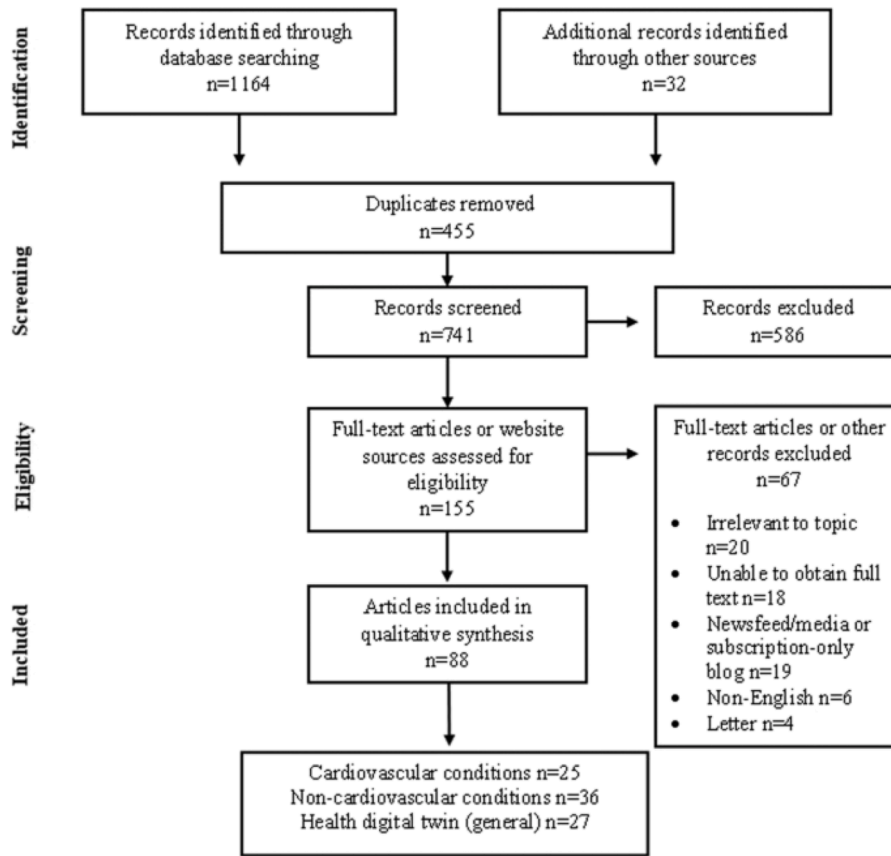 Identification
Records identified through
database searching
n=1164
Additional records identified
through other sources
n=32
Duplicates removed
n=455
Screening
Records screened
n=741
Records excluded
n=586
Eligibility
Full-text articles or website
sources assessed for
eligibility
n=155
Full-text articles or other
records excluded
n=67
• Irrelevant to topic
n=20
• Unable to obtain full
text n=18
• Newsfeed/media or
subscription-only
blog n=19
• Non-English n=6
• Letter n=4
Included
Articles included in
qualitative synthesis
n=88
Cardiovascular conditions n=25
Non-cardiovascular conditions n=36
Health digital twin (general) n=27